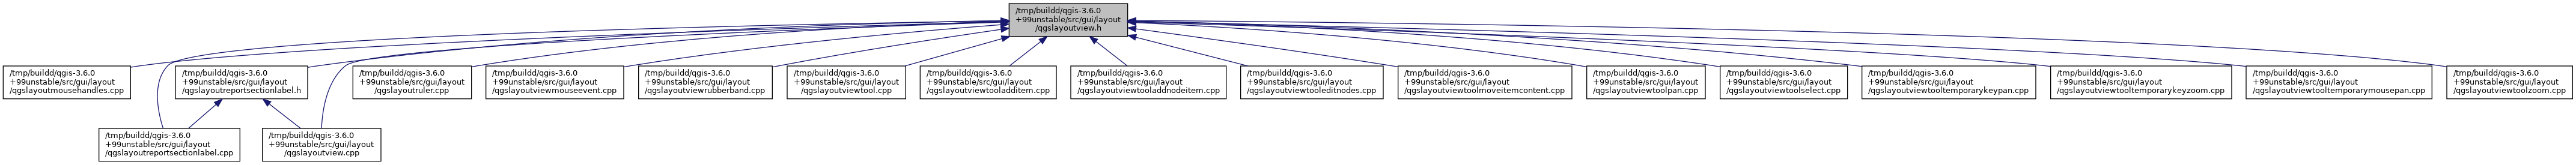 /tmp/buildd/qgis-3.6.0
+99unstable/src/gui/layout
/qgslayoutview.h
/tmp/buildd/qgis-3.6.0
+99unstable/src/gui/layout
/qgslayoutmousehandles.cpp
/tmp/buildd/qgis-3.6.0
+99unstable/src/gui/layout
/qgslayoutreportsectionlabel.h
/tmp/buildd/qgis-3.6.0
+99unstable/src/gui/layout
/qgslayoutruler.cpp
/tmp/buildd/qgis-3.6.0
+99unstable/src/gui/layout
/qgslayoutviewmouseevent.cpp
/tmp/buildd/qgis-3.6.0
+99unstable/src/gui/layout
/qgslayoutviewrubberband.cpp
/tmp/buildd/qgis-3.6.0
+99unstable/src/gui/layout
/qgslayoutviewtool.cpp
/tmp/buildd/qgis-3.6.0
+99unstable/src/gui/layout
/qgslayoutviewtooladditem.cpp
/tmp/buildd/qgis-3.6.0
+99unstable/src/gui/layout
/qgslayoutviewtooladdnodeitem.cpp
/tmp/buildd/qgis-3.6.0
+99unstable/src/gui/layout
/qgslayoutviewtooleditnodes.cpp
/tmp/buildd/qgis-3.6.0
+99unstable/src/gui/layout
/qgslayoutviewtoolmoveitemcontent.cpp
/tmp/buildd/qgis-3.6.0
+99unstable/src/gui/layout
/qgslayoutviewtoolpan.cpp
/tmp/buildd/qgis-3.6.0
+99unstable/src/gui/layout
/qgslayoutviewtoolselect.cpp
/tmp/buildd/qgis-3.6.0
+99unstable/src/gui/layout
/qgslayoutviewtooltemporarykeypan.cpp
/tmp/buildd/qgis-3.6.0
+99unstable/src/gui/layout
/qgslayoutviewtooltemporarykeyzoom.cpp
/tmp/buildd/qgis-3.6.0
+99unstable/src/gui/layout
/qgslayoutviewtooltemporarymousepan.cpp
/tmp/buildd/qgis-3.6.0
+99unstable/src/gui/layout
/qgslayoutviewtoolzoom.cpp
/tmp/buildd/qgis-3.6.0
+99unstable/src/gui/layout
/qgslayoutreportsectionlabel.cpp
/tmp/buildd/qgis-3.6.0
+99unstable/src/gui/layout
/qgslayoutview.cpp